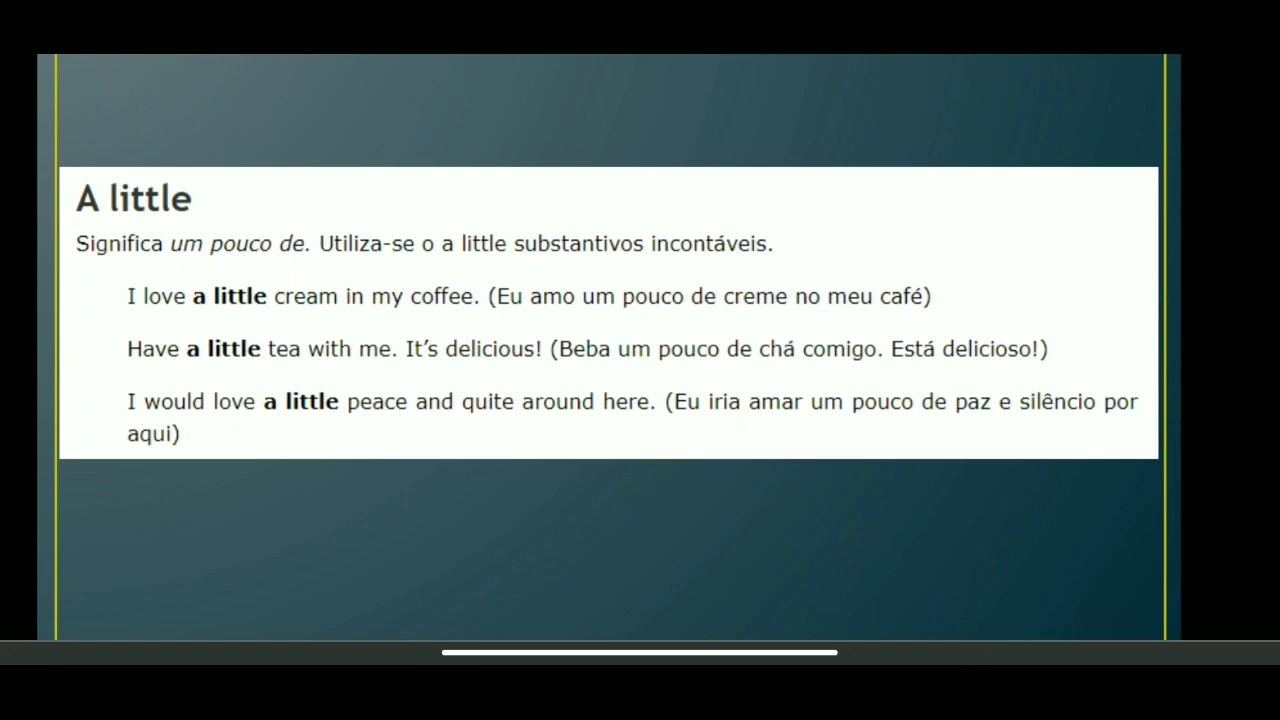 A little
Significa um pouco de. Utiliza-se o a little substantivos incontáveis.
I love a little cream in my coffee. (Eu amo um pouco de creme no meu café)
Have a little tea with me. It’s delicious! (Beba um pouco de chá comigo. Está delicioso!)
I would love a little peace and quite around here. (Eu iria amar um pouco de paz e silêncio por
aqui)